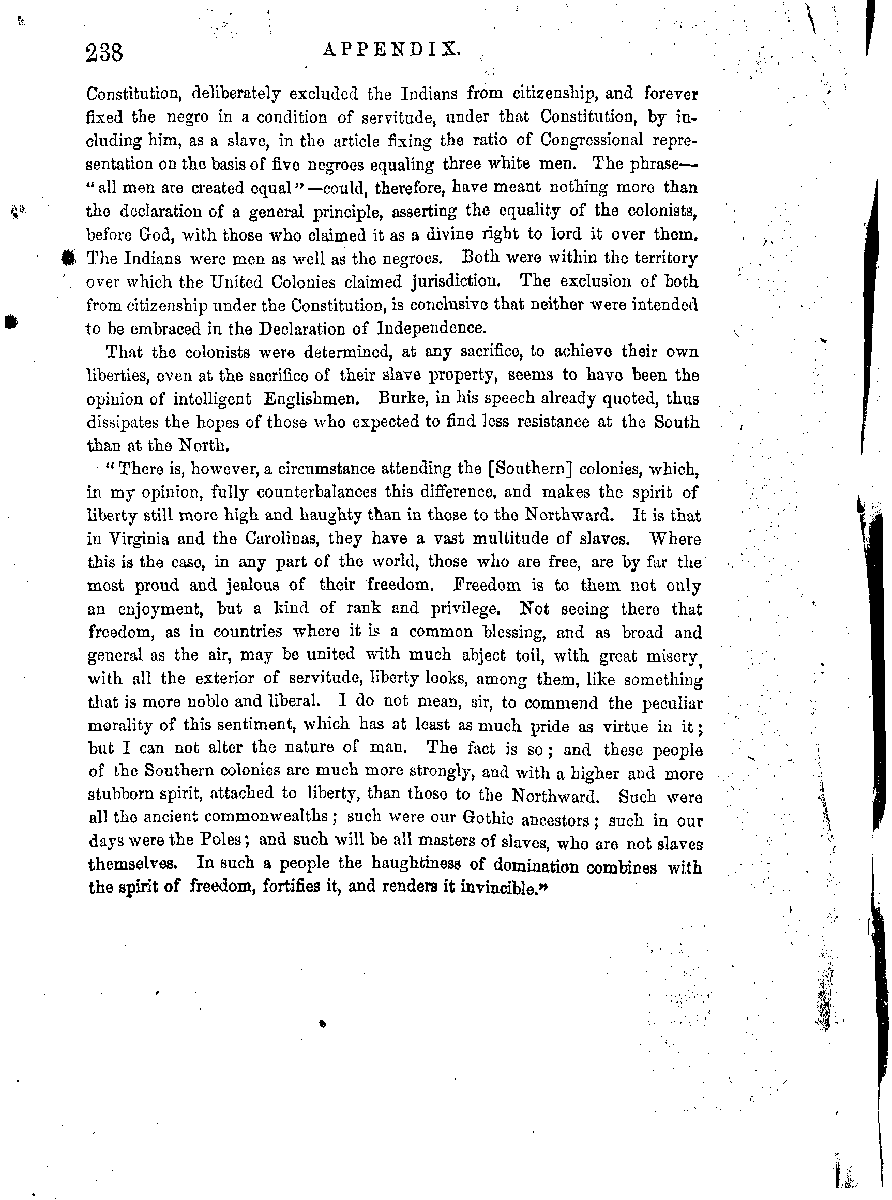 238 APPENDIX.
Constitution, deliberately excluded the Indians from citizenship, and forever
fixed the negro in a condition of servitude, under that Constitution, by in-
cluding him, as a slave, in the article fixing the ratio of Congressional repre-
sentation on the basis of five negroes equaling three white men. The phrase—
“all men are created equal”—could, therefore, have meant nothing more than
the declaration of a general principle, asserting the equality of the colonists,
before God, with those who claimed it as a divine right to lord it over them.
The Indians were men as well as the negroes. Both were within the territory
over which the United Colonies claimed jurisdiction. The exclusion of both
from citizenship under the Constitution, is conclusive that neither were intended
to be embraced in the Declaration of Independence.
That the colonists were determined, at any sacrifice, to achieve their own
liberties, even at the sacrifice of their slave property, seems to have been the
opinion of intelligent Englishmen. Burke, in his speech already quoted, thus
dissipates the hopes of those who expected to find less resistance at the South
than at the North.
“There is, however, a circumstance attending the [Southern] colonies, which,
in my opinion, fully counterbalances this difference, and makes the spirit of
liberty still more high and haughty than in those to the Northward. It is that
in Virginia and the Carolinas, they have a vast multitude of slaves. Where
this is the case, in any part of the world, those who are free, are by far the
most proud and jealous of their freedom. Freedom is to them not only
an enjoyment, but a kind of rank and privilege. Not seeing there that
freedom, as in countries where it is a common blessing, and as broad and
general as the air, may be united with much abject toil, with great misery,
with all the exterior of servitude, liberty looks, among them, like something
that is more noble and liberal. I do not mean, sir, to commend the peculiar
morality of this sentiment, which has at least as much pride as virtue in it;
but I can not alter the nature of man. The fact is so; and these people
of the Southern colonies are much more strongly, and with a higher and more
stubborn spirit, attached to liberty, than those to the Northward. Such were
all the ancient commonwealths; such were our Gothic ancestors; such in our
days were the Poles; and such will be all masters of slaves, who are not slaves
themselves. In such a people the haughtiness of domination combines with
the spirit of freedom, fortifies it, and renders it invincible.”